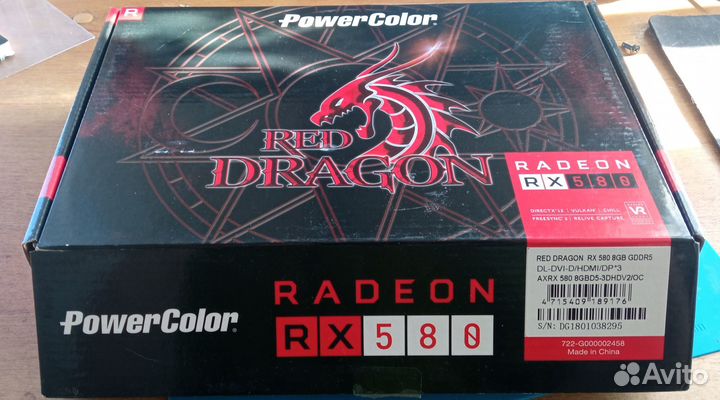 R
PowerColor
RED
DRAGON
RADEON
RX 580
DIRECTX 12 | VULKAN | CHILL
FREESYNC 2 | RELIVE CAPTURE
VR
RED DRAGON RX 580 8GB GDDR5
DL-DVI-D/HDMI/DP*3
AXRX 580 8GBD5-3DHDV2/OC
4 715409 189176
S/N: DG1801038295
722-G000002458
Made in China
PowerColor
RADEON
RX 580
Avito